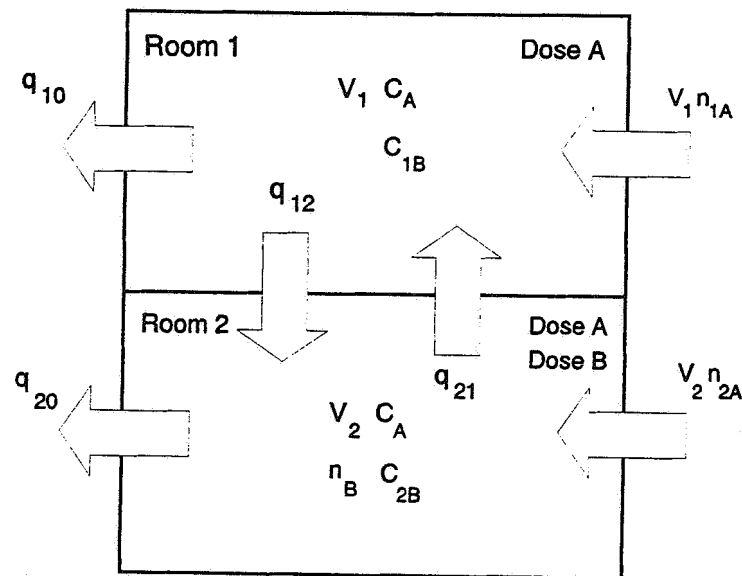 Room 1 Dose A
q10
V1 CA
V1n1A
C1B
q12
Room 2 Dose A
Dose B
q21
q20
V2n2A
V2 CA
nB C2B